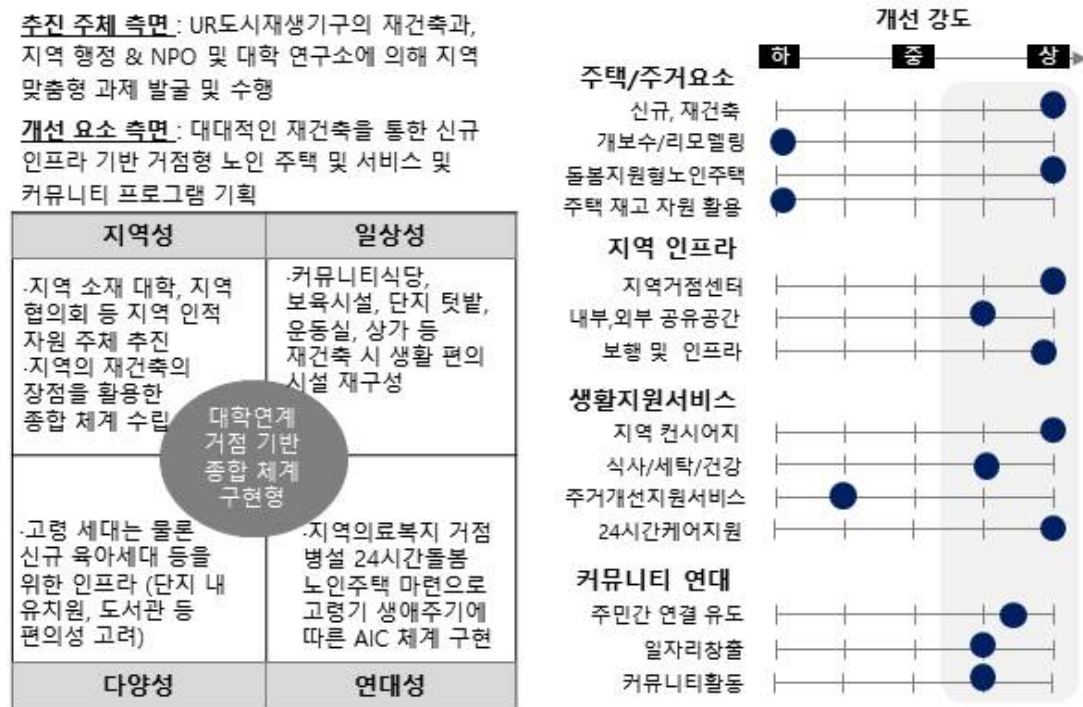 추진 주체 측면 : UR도시재생기구의 재건축과,
지역 행정 & NPO 및 대학 연구소에 의해 지역
맞춤형 과제 발굴 및 수행
개선 요소 측면 : 대대적인 재건축을 통한 신규
인프라 기반 거점형 노인 주택 및 서비스 및
커뮤니티 프로그램 기획
지역성
·지역 소재 대학, 지역
협의회 등 지역 인적
자원 주체 추진
·지역의 재건축의
장점을 활용한
종합 체계 수립
일상성
·커뮤니티식당,
보육시설, 단지 텃밭,
운동실, 상가 등
재건축 시 생활 편의
시설 재구성
대학연계
거점 기반
종합 체계
구현형
·고령 세대는 물론
신규 육아세대 등을
위한 인프라 (단지 내
유치원, 도서관 등
편의성 고려)
다양성
·지역의료복지 거점
병설 24시간돌봄
노인주택 마련으로
고령기 생애주기에
따른 AIC 체계 구현
연대성
개선 강도
하 중 상
주택/주거요소
신규, 재건축
개보수/리모델링
돌봄지원형노인주택
주택 재고 자원 활용
지역 인프라
지역거점센터
내부,외부 공유공간
보행 및 인프라
생활지원서비스
지역 컨시어지
식사/세탁/건강
주거개선지원서비스
24시간케어지원
커뮤니티 연대
주민간 연결 유도
일자리창출
커뮤니티활동